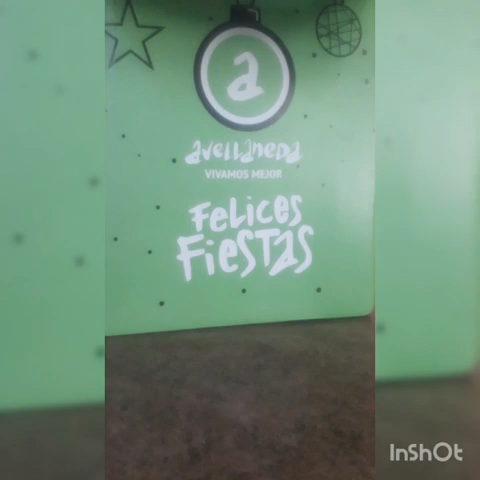 a
avellaneda
VIVAMOS MEJOR
FELICES
FIESTAS
InShOt